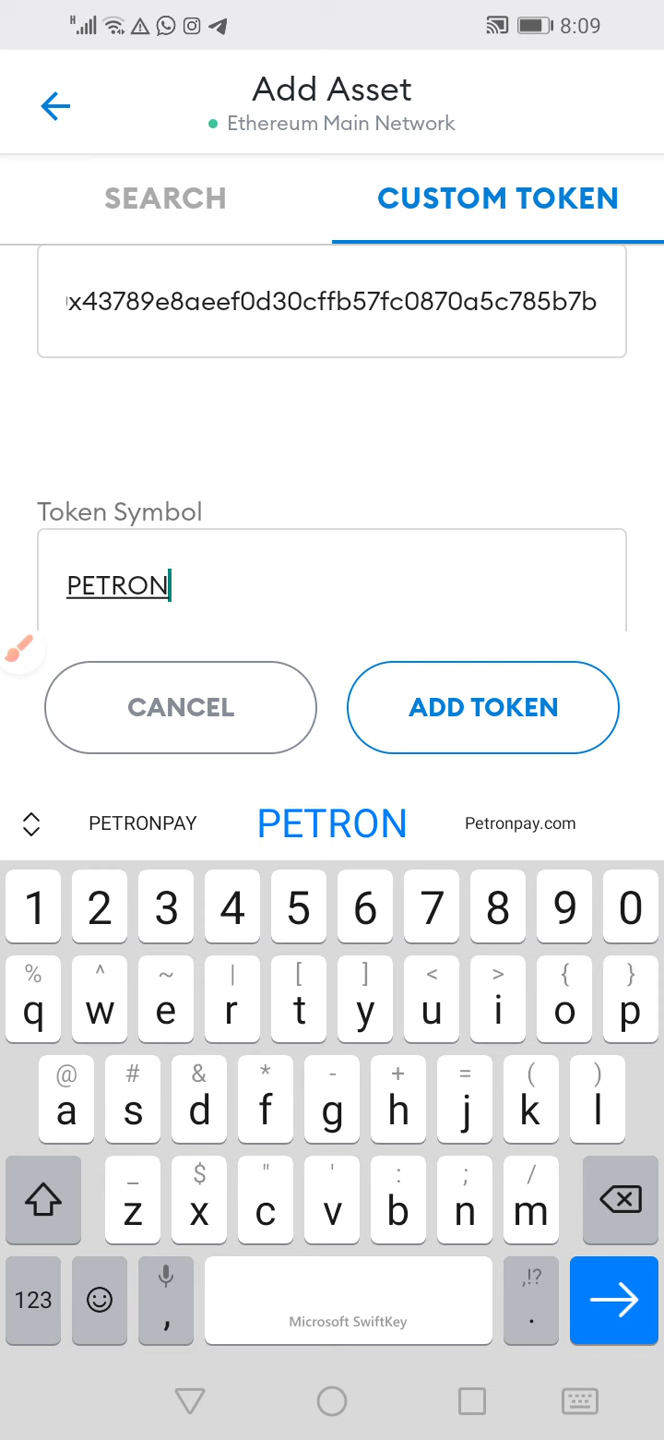 H 8:09
Add Asset
Ethereum Main Network
SEARCH CUSTOM TOKEN
x43789e8aeef0d30cffb57fc0870a5c785b7b
Token Symbol
PETRON
CANCEL ADD TOKEN
PETRONPAY PETRON Petronpay.com
1 2 3 4 5 6 7 8 9 0
% ^ ~ | [ ] < > { }
q w e r t y u i o p
@ # & * - + = ( )
a s d f g h j k l
_ $ " ' : ; /
z x c v b n m
123 , Microsoft SwiftKey ,!? .